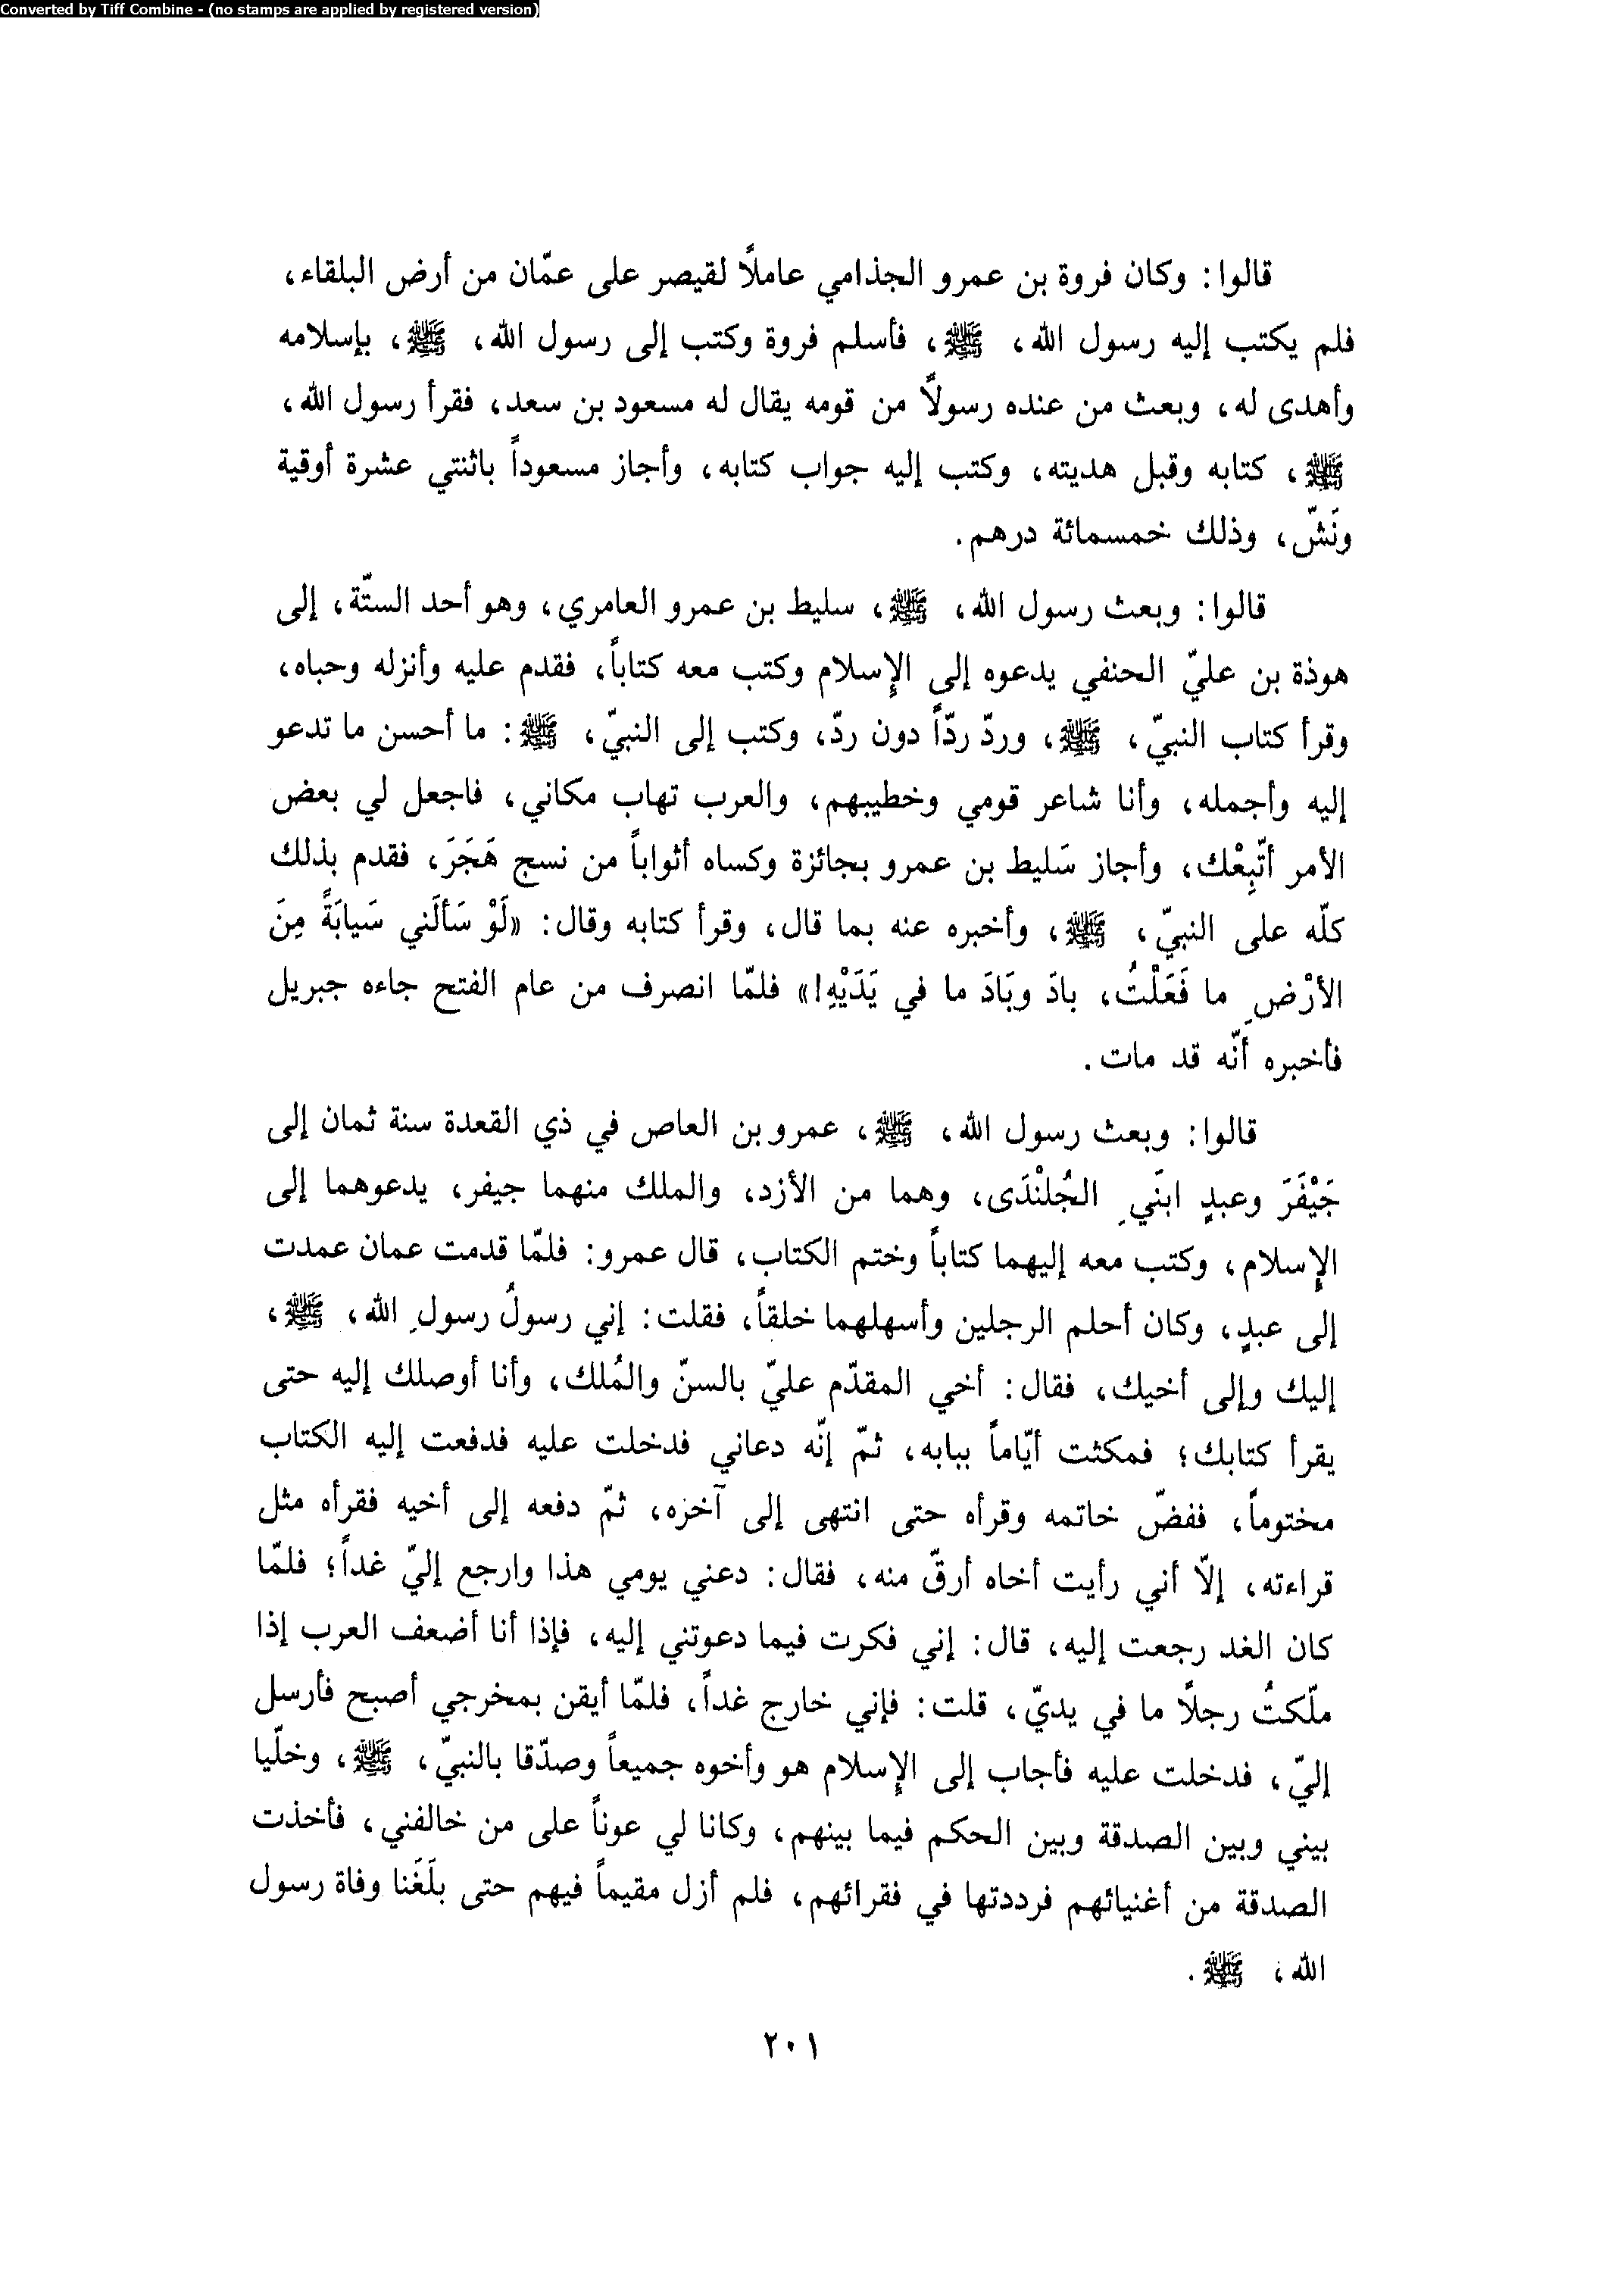 Converted by Tiff Combine - (no stamps are applied by registered version)
قالوا: وكان فروة بن عمرو الجذامي عاملاً لقيصر على عمّان من أرض البلقاء،
فلم يكتب إليه رسول الله، ﷺ، فأسلم فروة وكتب إلى رسول الله، ﷺ، بإسلامه
وأهدى له، وبعث من عنده رسولاً من قومه يقال له مسعود بن سعد، فقرأ رسول الله،
ﷺ، كتابه وقبل هديته، وكتب إليه جواب كتابه، وأجاز مسعوداً باثنتي عشرة أوقية
ونَشّ، وذلك خمسمائة درهم.
قالوا: وبعث رسول الله، ﷺ، سليط بن عمرو العامري، وهو أحد الستّة، إلى
هوذة بن عليّ الحنفي يدعوه إلى الإسلام وكتب معه كتاباً، فقدم عليه وأنزله وحباه،
وقرأ كتاب النبيّ، ﷺ، وردّ ردّاً دون ردّ، وكتب إلى النبيّ، ﷺ: ما أحسن ما تدعو
إليه وأجمله، وأنا شاعر قومي وخطيبهم، والعرب تهاب مكاني، فاجعل لي بعض
الأمر أتّبِعْك، وأجاز سَليط بن عمرو بجائزة وكساه أثواباً من نسج هَجَرَ، فقدم بذلك
كلّه على النبيّ، ﷺ، وأخبره عنه بما قال، وقرأ كتابه وقال: «لَوْ سَألَني سَيابَةً مِنَ
الأرْضِ ما فَعَلْتُ، بادَ وبَادَ ما في يَدَيْهِ!» فلمّا انصرف من عام الفتح جاءه جبريل
فأخبره أنّه قد مات.
قالوا: وبعث رسول الله، ﷺ، عمرو بن العاص في ذي القعدة سنة ثمان إلى
جَيْفَرَ وعبدٍ ابنَي الجُلنْدَى، وهما من الأزد، والملك منهما جيفر، يدعوهما إلى
الإسلام، وكتب معه إليهما كتاباً وختم الكتاب، قال عمرو: فلمّا قدمت عمان عمدت
إلى عبدٍ، وكان أحلم الرجلين وأسهلهما خلقاً، فقلت: إني رسولُ رسولِ الله، ﷺ،
إليك وإلى أخيك، فقال: أخي المقدّم عليّ بالسنّ والمُلك، وأنا أوصلك إليه حتى
يقرأ كتابك؛ فمكثت أيّاماً ببابه، ثمّ إنّه دعاني فدخلت عليه فدفعت إليه الكتاب
مختوماً، ففضّ خاتمه وقرأه حتى انتهى إلى آخره، ثمّ دفعه إلى أخيه فقرأه مثل
قراءته، إلاّ أني رأيت أخاه أرقّ منه، فقال: دعني يومي هذا وارجع إليّ غداً؛ فلمّا
كان الغد رجعت إليه، قال: إني فكرت فيما دعوتني إليه، فإذا أنا أضعف العرب إذا
ملّكتُ رجلاً ما في يديّ، قلت: فإني خارج غداً، فلمّا أيقن بمخرجي أصبح فأرسل
إليّ، فدخلت عليه فأجاب إلى الإسلام هو وأخوه جميعاً وصدّقا بالنبيّ، ﷺ، وخلّيا
بيني وبين الصدقة وبين الحكم فيما بينهم، وكانا لي عوناً على من خالفني، فأخذت
الصدقة من أغنيائهم فرددتها في فقرائهم، فلم أزل مقيماً فيهم حتى بلَغَنا وفاة رسول
الله، ﷺ.
٢٠١